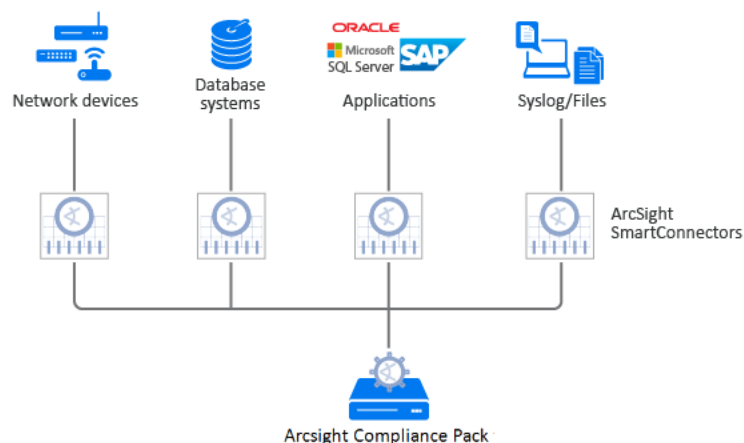 ORACLE
Microsoft
SQL Server
SAP
Network devices
Database
systems
Applications
Syslog/Files
ArcSight
SmartConnectors
Arcsight Compliance Pack